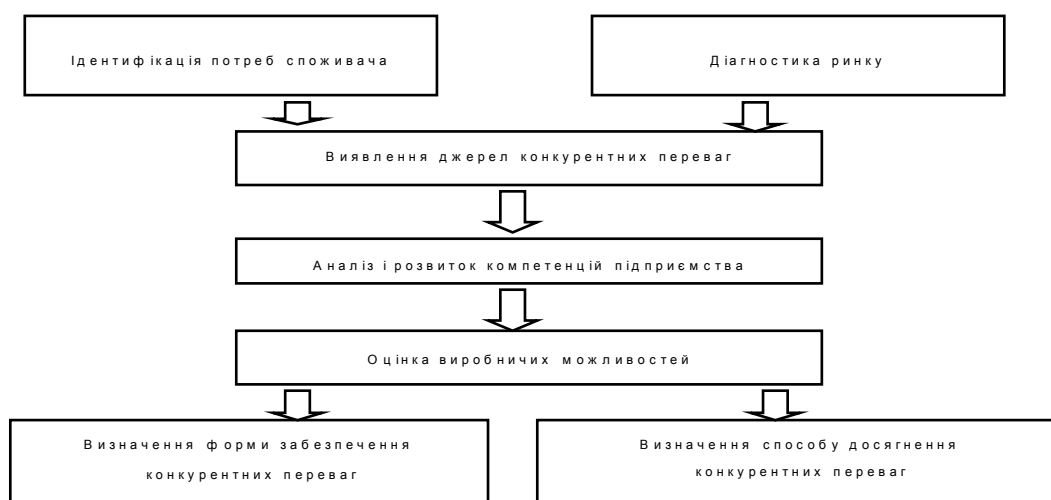 Ідентифікація потреб споживача
Діагностика ринку
Виявлення джерел конкурентних переваг
Аналіз і розвиток компетенцій підприємства
Оцінка виробничих можливостей
Визначення форми забезпечення
конкурентних переваг
Визначення способу досягнення
конкурентних переваг